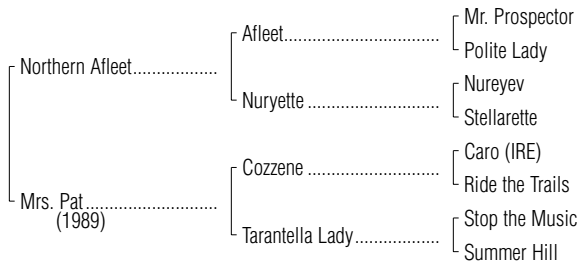 Mr. Prospector
Afleet
Polite Lady
Northern Afleet
Nureyev
Nuryette
Stellarette
Caro (IRE)
Cozzene
Ride the Trails
Mrs. Pat
(1989)
Stop the Music
Tarantella Lady
Summer Hill